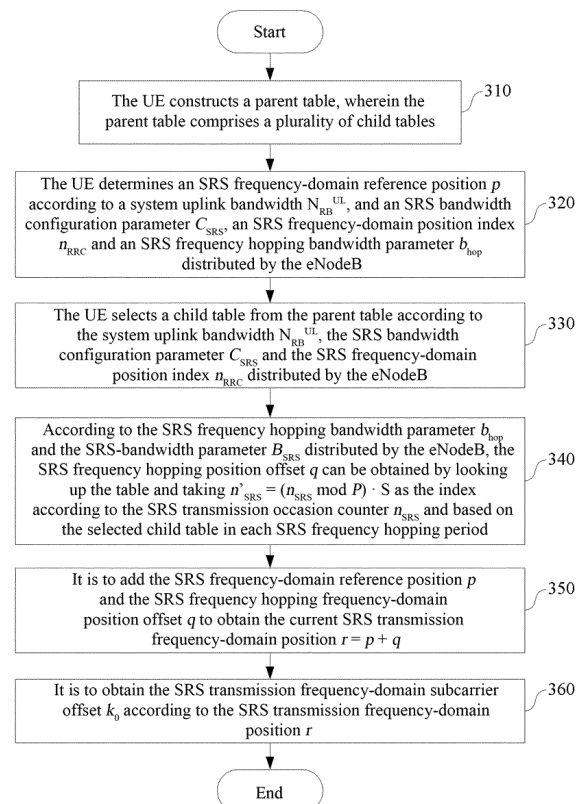 Start
The UE constructs a parent table, wherein the
parent table comprises a plurality of child tables
310
The UE determines an SRS frequency-domain reference position p
according to a system uplink bandwidth N_RB^UL, and an SRS bandwidth
configuration parameter C_SRS, an SRS frequency-domain position index
n_RRC and an SRS frequency hopping bandwidth parameter b_hop
distributed by the eNodeB
320
The UE selects a child table from the parent table according to
the system uplink bandwidth N_RB^UL, the SRS bandwidth
configuration parameter C_SRS and the SRS frequency-domain
position index n_RRC distributed by the eNodeB
330
According to the SRS frequency hopping bandwidth parameter b_hop
and the SRS-bandwidth parameter B_SRS distributed by the eNodeB, the
SRS frequency hopping position offset q can be obtained by looking
up the table and taking n'_SRS = (n_SRS mod P) · S as the index
according to the SRS transmission occasion counter n_SRS and based on
the selected child table in each SRS frequency hopping period
340
It is to add the SRS frequency-domain reference position p
and the SRS frequency hopping frequency-domain
position offset q to obtain the current SRS transmission
frequency-domain position r = p + q
350
It is to obtain the SRS transmission frequency-domain subcarrier
offset k_0 according to the SRS transmission frequency-domain
position r
360
End